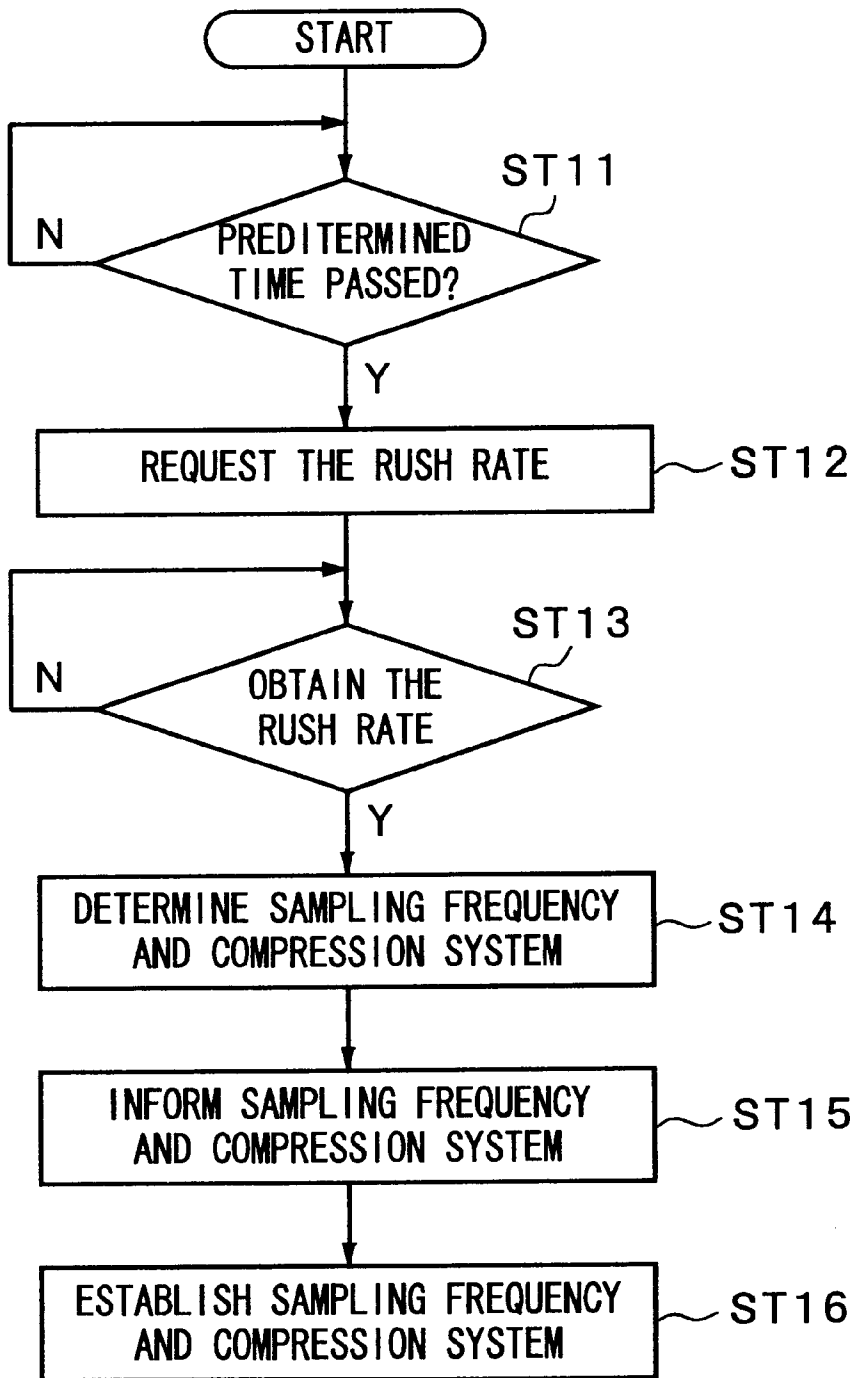 START
ST11
N
PREDITERMINED
TIME PASSED?
Y
REQUEST THE RUSH RATE
ST12
ST13
N
OBTAIN THE
RUSH RATE
Y
DETERMINE SAMPLING FREQUENCY
AND COMPRESSION SYSTEM
ST14
INFORM SAMPLING FREQUENCY
AND COMPRESSION SYSTEM
ST15
ESTABLISH SAMPLING FREQUENCY
AND COMPRESSION SYSTEM
ST16